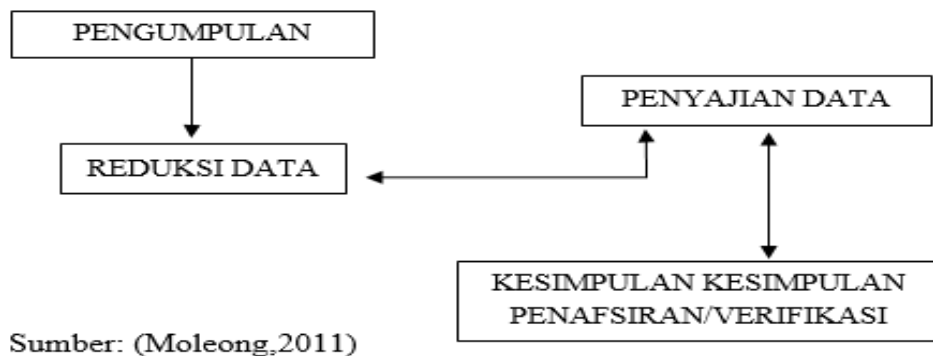 PENGUMPULAN
PENYAJIAN DATA
REDUKSI DATA
KESIMPULAN KESIMPULAN
PENAFSIRAN/VERIFIKASI
Sumber: (Moleong,2011)